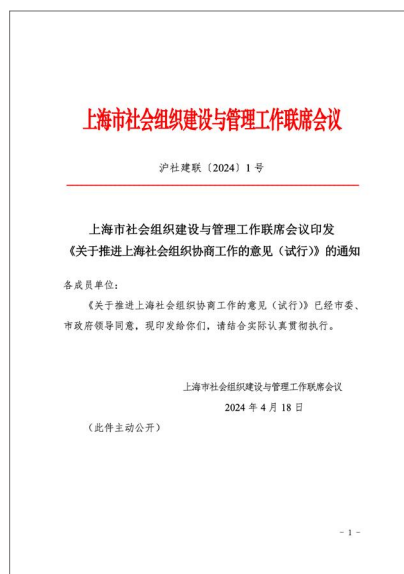 上海市社会组织建设与管理工作联席会议
沪社建联〔2024〕1 号
上海市社会组织建设与管理工作联席会议印发
《关于推进上海社会组织协商工作的意见（试行）》的通知
各成员单位：
《关于推进上海社会组织协商工作的意见（试行）》已经市委、
市政府领导同意，现印发给你们，请结合实际认真贯彻执行。
上海市社会组织建设与管理工作联席会议
2024 年 4 月 18 日
（此件主动公开）
- 1 -